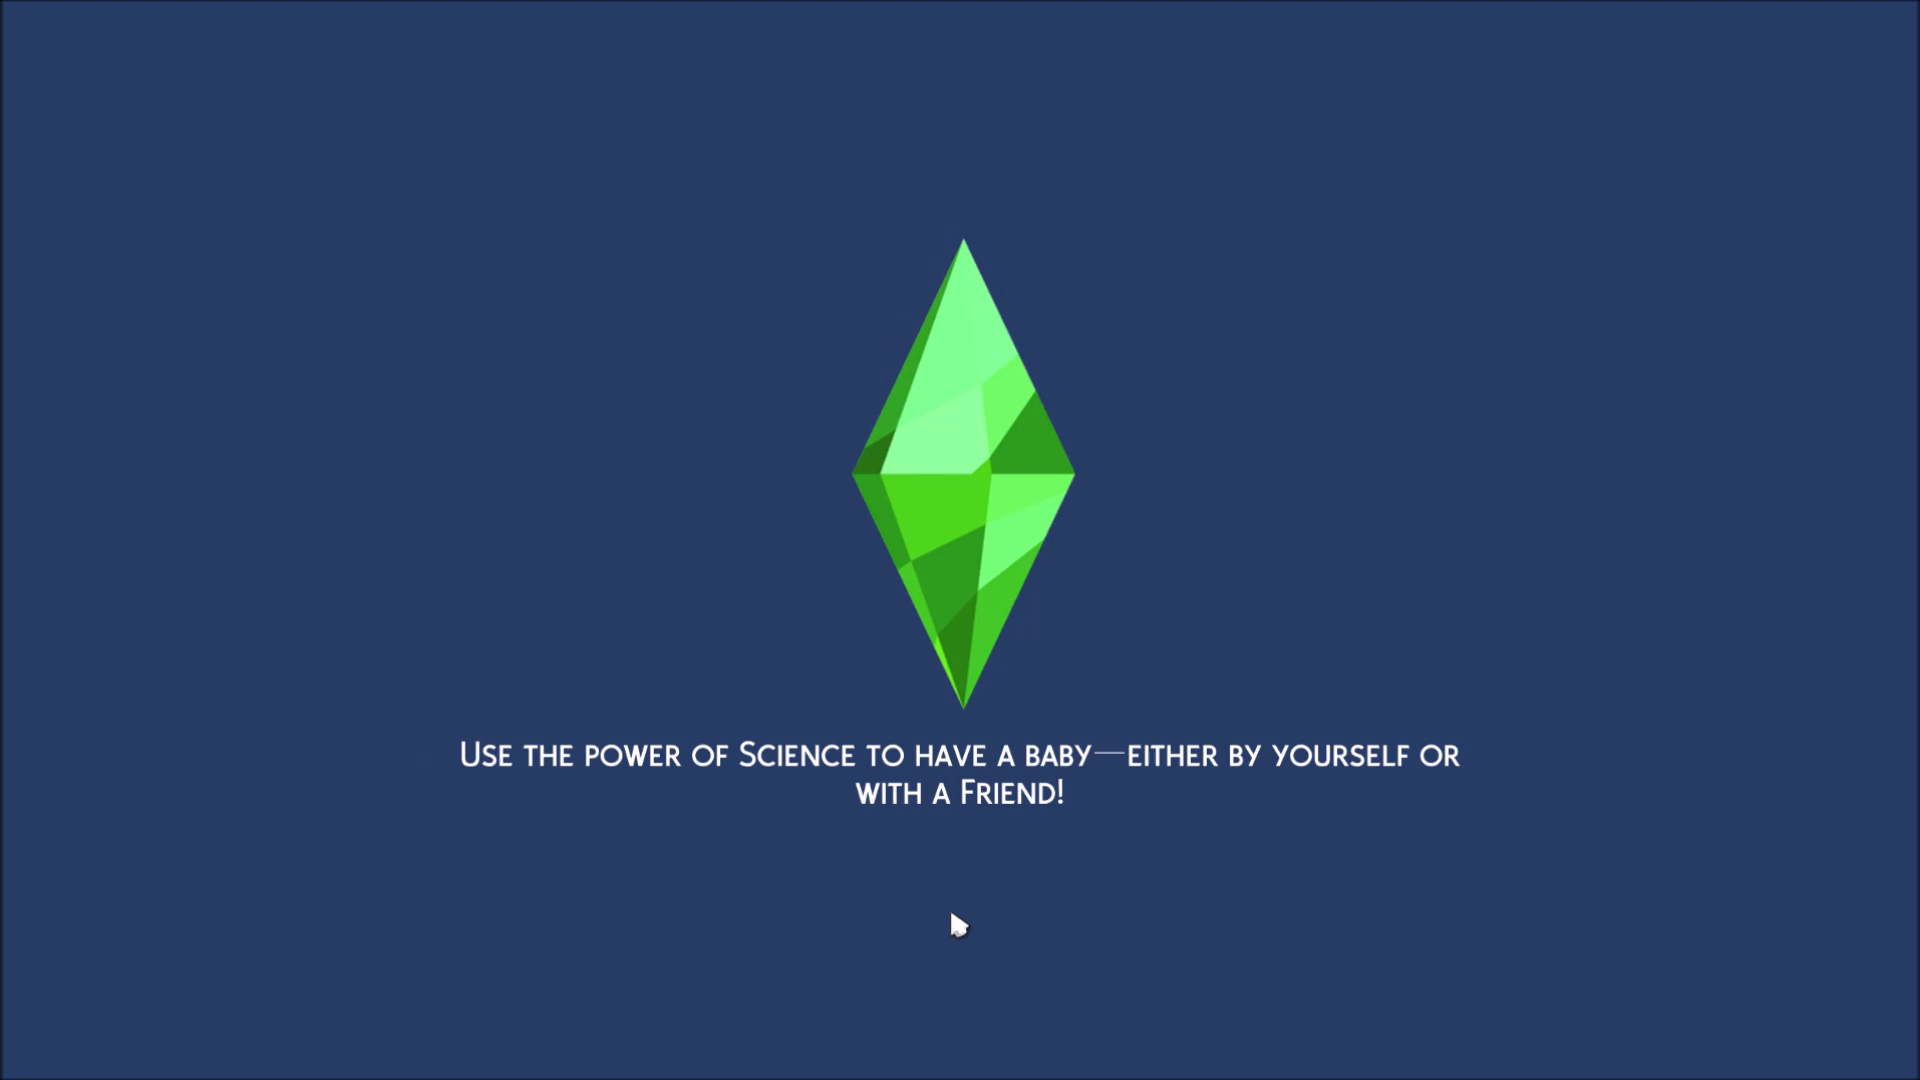 Use the power of Science to have a baby—either by yourself or
with a Friend!